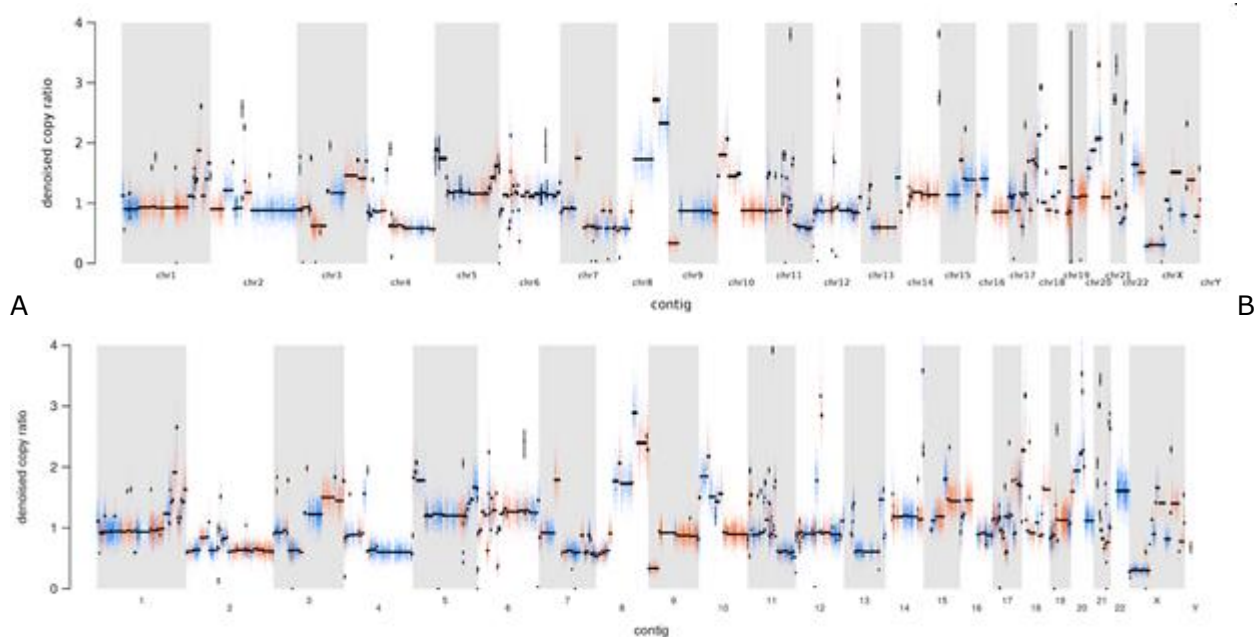 4
3
2
1
0
denoised copy ratio
chr1 chr3 chr5 chr7 chr9 chr11 chr13 chr15 chr17 chr19 chr21 chrX
chr2 chr4 chr6 chr8 chr10 chr12 chr14 chr16 chr18 chr20 chr22 chrY
contig
A B
4
3
2
1
0
denoised copy ratio
1 3 5 7 9 11 13 15 17 19 21 X
2 4 6 8 10 12 14 16 18 20 22 Y
contig